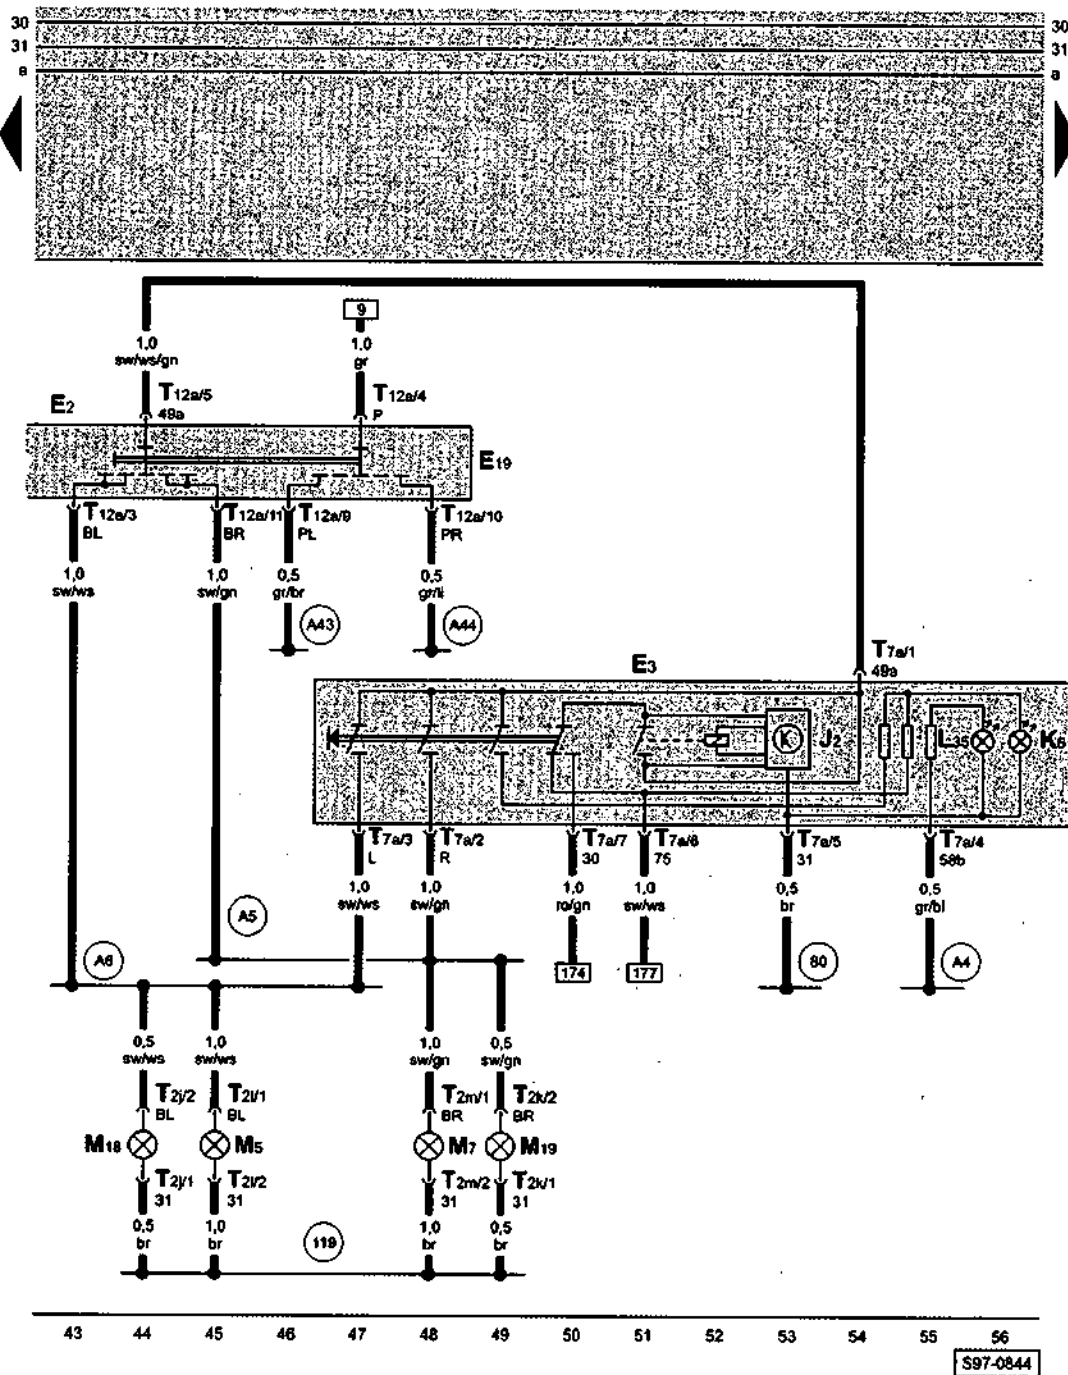 30 30
31 31
a a
9
1,0 1,0
sw/ws/gn gr
T12a/5 T12a/4
E2 49a P
E19
T12a/3 T12a/11 T12a/9 T12a/10
BL BR PL PR
1,0 1,0 0,5 0,5
sw/ws sw/gn gr/br gr/li
A43 A44
E3 T7a/1
49a
K J2 L35 K6
T7a/3 T7a/2 T7a/7 T7a/6 T7a/5 T7a/4
L R 30 75 31 58b
1,0 1,0 1,0 1,0 0,5 0,5
sw/ws sw/gn ro/gn sw/ws br gr/bl
A5
A6 174 177 80 A4
0,5 1,0 1,0 0,5
sw/ws sw/ws sw/gn sw/gn
T2j/2 T2l/1 T2m/1 T2k/2
BL BL BR BR
M18 M5 M7 M19
T2j/1 T2l/2 T2m/2 T2k/1
31 31 31 31
0,5 1,0 1,0 0,5
br br br br
119
43 44 45 46 47 48 49 50 51 52 53 54 55 56
S97-0844